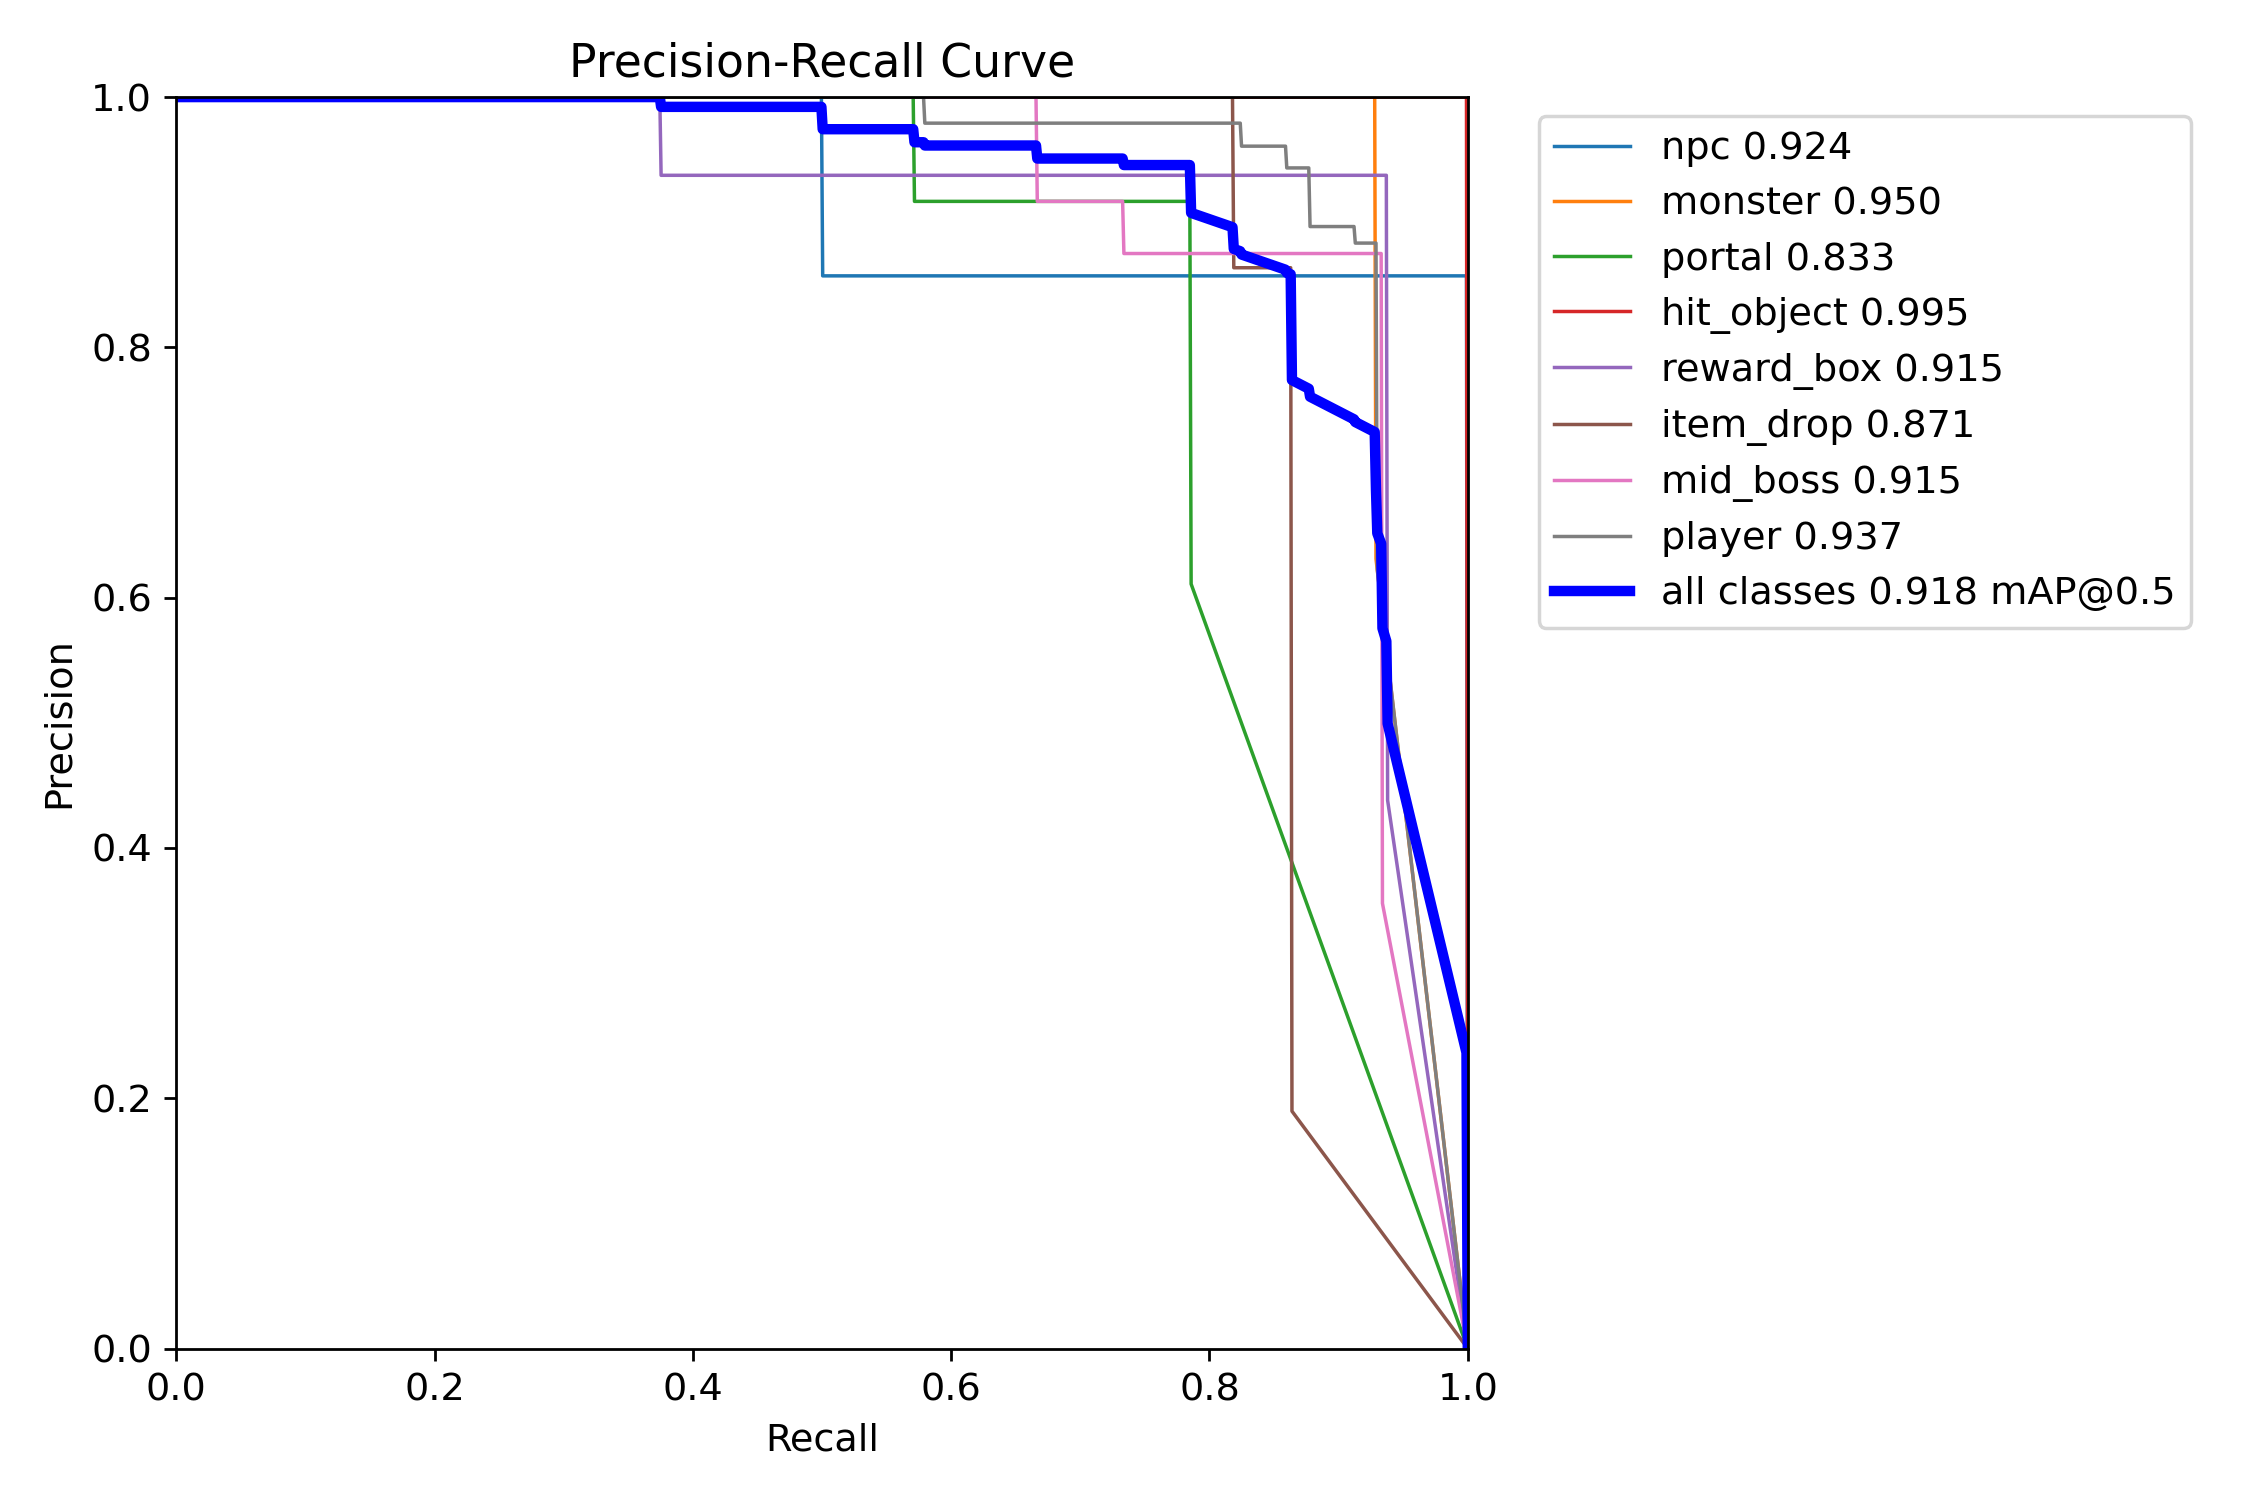 Precision-Recall Curve
1.0
0.8
0.6
0.4
0.2
0.0
Precision
0.0 0.2 0.4 0.6 0.8 1.0
Recall
npc 0.924
monster 0.950
portal 0.833
hit_object 0.995
reward_box 0.915
item_drop 0.871
mid_boss 0.915
player 0.937
all classes 0.918 mAP@0.5